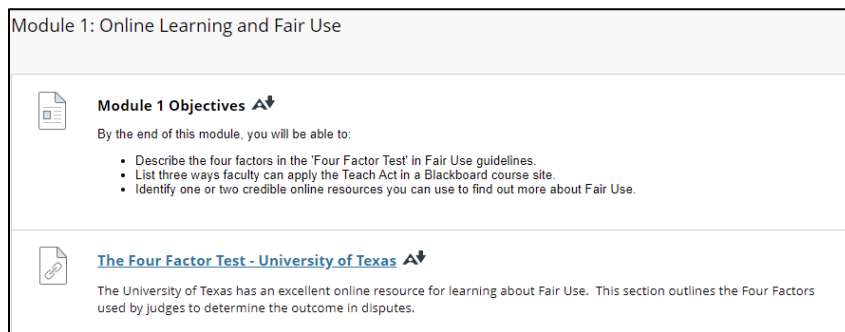 Module 1: Online Learning and Fair Use
Module 1 Objectives
By the end of this module, you will be able to:
• Describe the four factors in the 'Four Factor Test' in Fair Use guidelines.
• List three ways faculty can apply the Teach Act in a Blackboard course site.
• Identify one or two credible online resources you can use to find out more about Fair Use.
The Four Factor Test - University of Texas
The University of Texas has an excellent online resource for learning about Fair Use.  This section outlines the Four Factors
used by judges to determine the outcome in disputes.